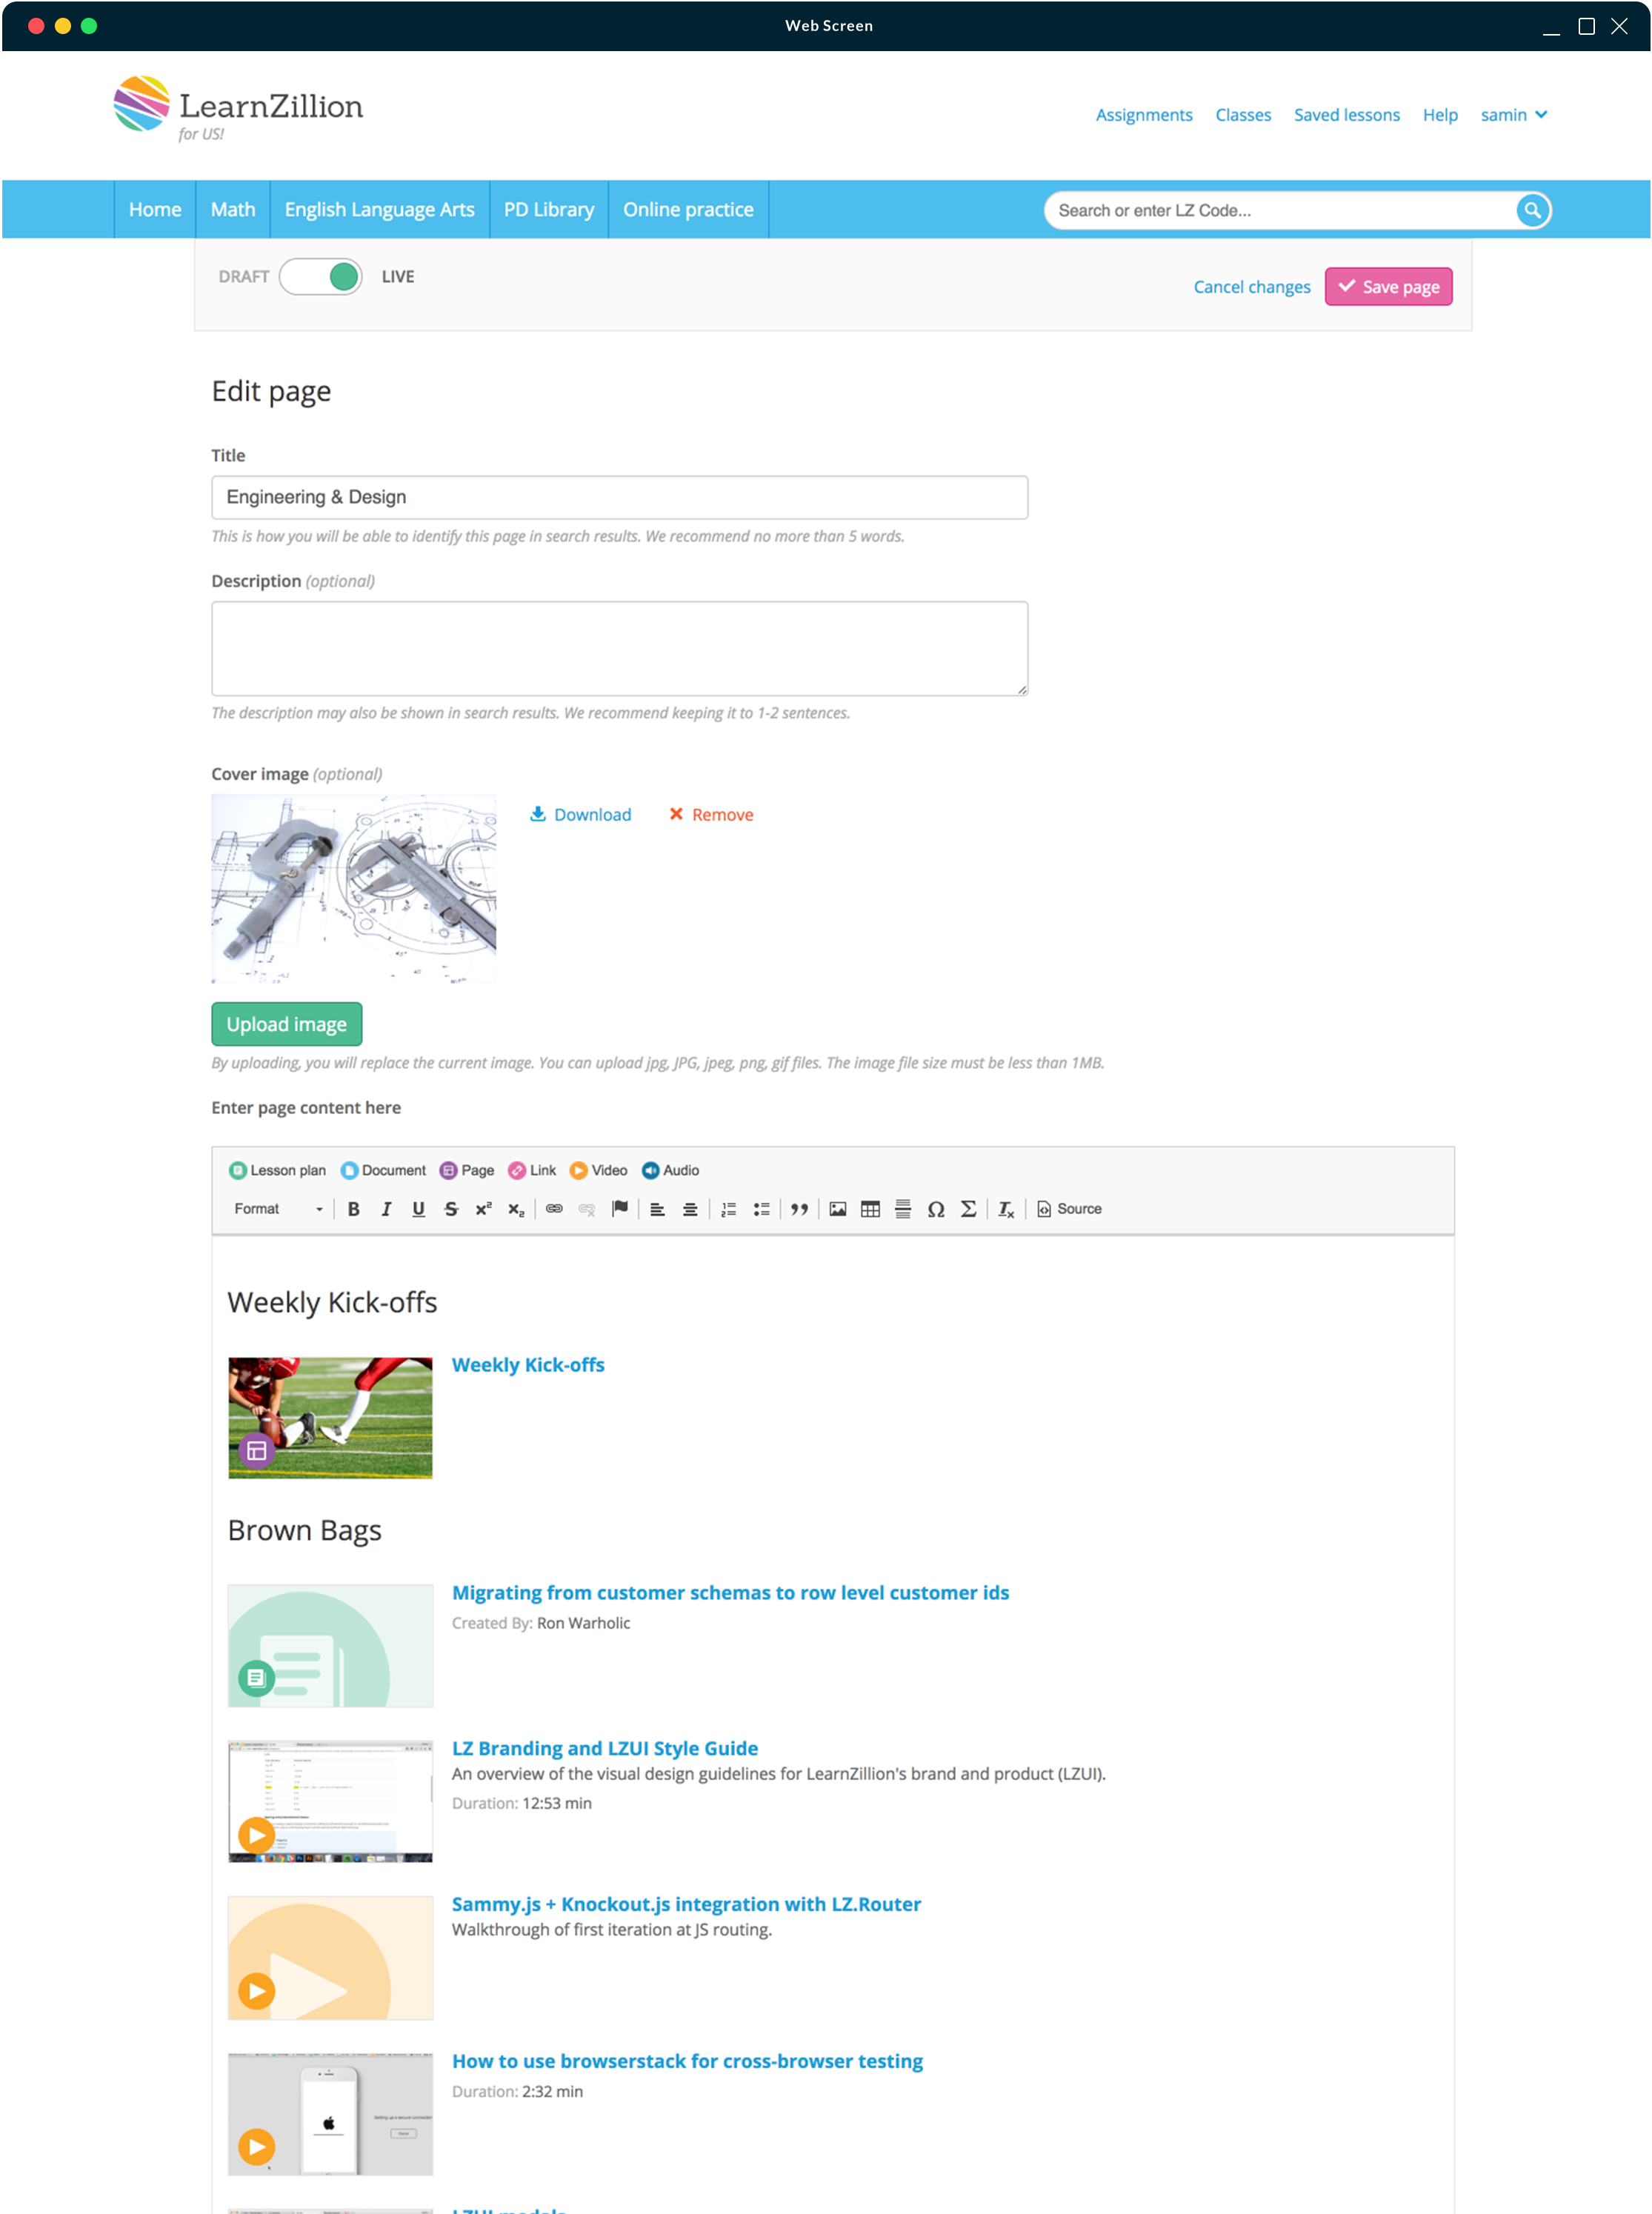 Web Screen
LearnZillion
for US!
Assignments Classes Saved lessons Help samin
Home Math English Language Arts PD Library Online practice
Search or enter LZ Code...
DRAFT LIVE
Cancel changes Save page
Edit page
Title
Engineering & Design
This is how you will be able to identify this page in search results. We recommend no more than 5 words.
Description (optional)
The description may also be shown in search results. We recommend keeping it to 1-2 sentences.
Cover image (optional)
Download Remove
Upload image
By uploading, you will replace the current image. You can upload jpg, JPG, jpeg, png, gif files. The image file size must be less than 1MB.
Enter page content here
Lesson plan Document Page Link Video Audio
Format B I U S x² x₂ Ω Σ Tx Source
Weekly Kick-offs
Weekly Kick-offs
Brown Bags
Migrating from customer schemas to row level customer ids
Created By: Ron Warholic
LZ Branding and LZUI Style Guide
An overview of the visual design guidelines for LearnZillion's brand and product (LZUI).
Duration: 12:53 min
Sammy.js + Knockout.js integration with LZ.Router
Walkthrough of first iteration at JS routing.
How to use browserstack for cross-browser testing
Duration: 2:32 min